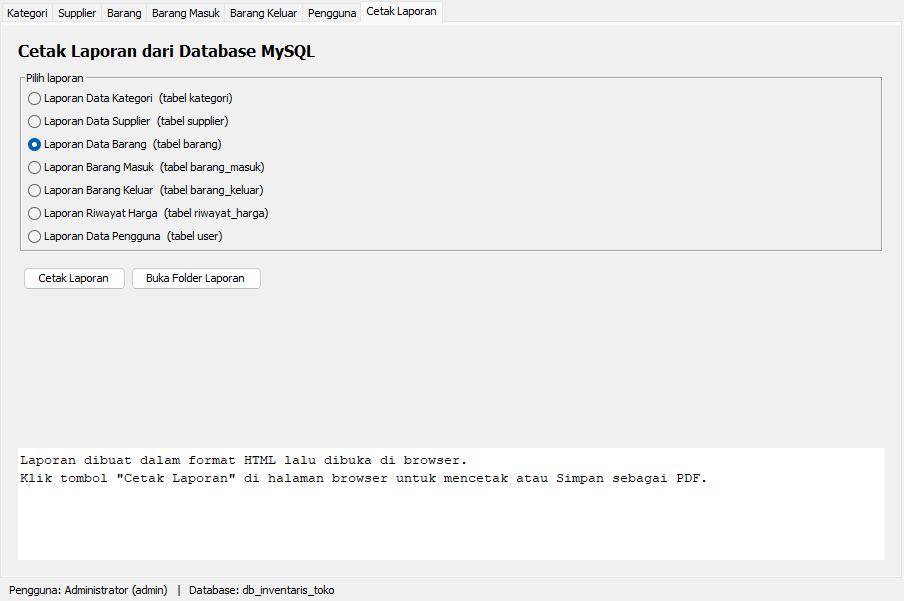 Kategori Supplier Barang Barang Masuk Barang Keluar Pengguna Cetak Laporan
Cetak Laporan dari Database MySQL
Pilih laporan
Laporan Data Kategori (tabel kategori)
Laporan Data Supplier (tabel supplier)
Laporan Data Barang (tabel barang)
Laporan Barang Masuk (tabel barang_masuk)
Laporan Barang Keluar (tabel barang_keluar)
Laporan Riwayat Harga (tabel riwayat_harga)
Laporan Data Pengguna (tabel user)
Cetak Laporan Buka Folder Laporan
Laporan dibuat dalam format HTML lalu dibuka di browser.
Klik tombol "Cetak Laporan" di halaman browser untuk mencetak atau Simpan sebagai PDF.
Pengguna: Administrator (admin) | Database: db_inventaris_toko